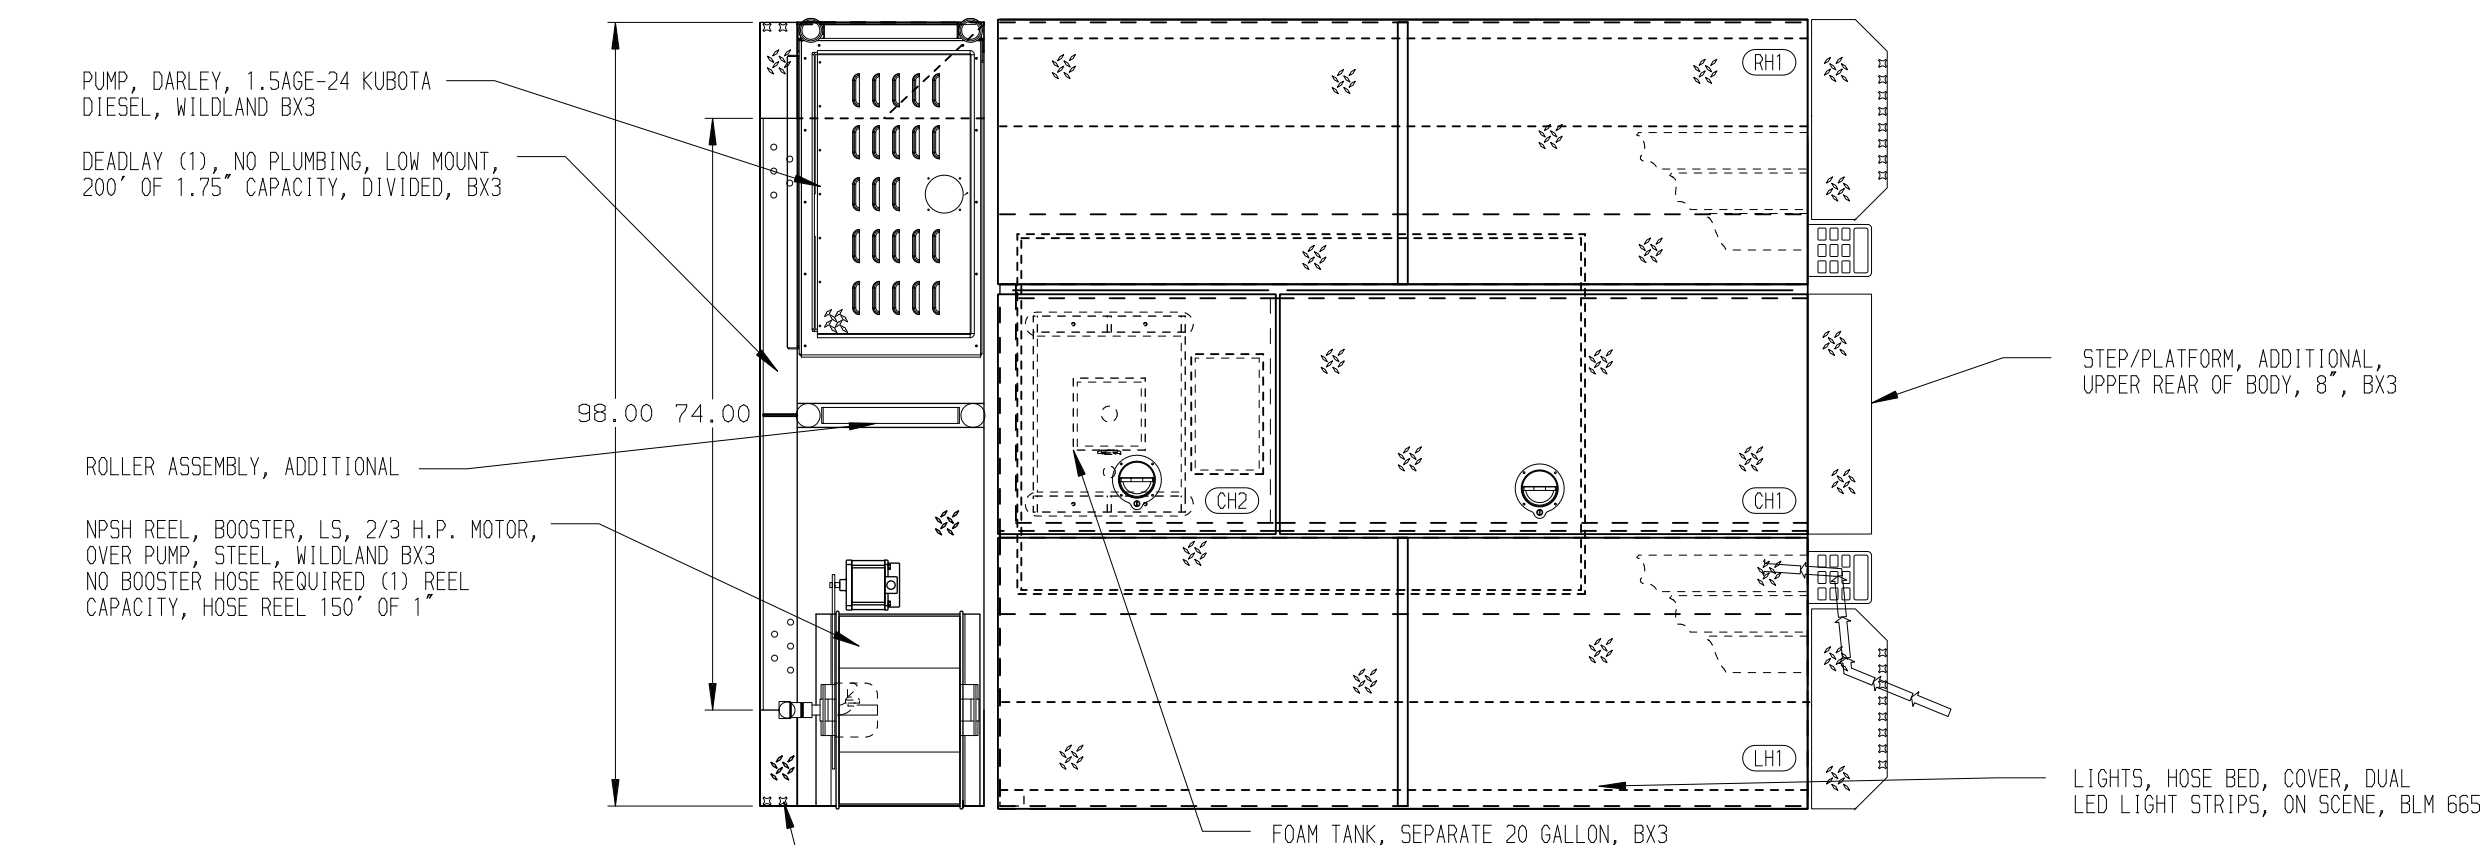 PUMP, DARLEY, 1.5AGE-24 KUBOTA
DIESEL, WILDLAND BX3
DEADLAY (1), NO PLUMBING, LOW MOUNT,
200' OF 1.75" CAPACITY, DIVIDED, BX3
98.00 74.00
ROLLER ASSEMBLY, ADDITIONAL
NPSH REEL, BOOSTER, LS, 2/3 H.P. MOTOR,
OVER PUMP, STEEL, WILDLAND BX3
NO BOOSTER HOSE REQUIRED (1) REEL
CAPACITY, HOSE REEL 150' OF 1"
RH1
CH2
CH1
LH1
STEP/PLATFORM, ADDITIONAL,
UPPER REAR OF BODY, 8", BX3
LIGHTS, HOSE BED, COVER, DUAL
LED LIGHT STRIPS, ON SCENE, BLM 665
FOAM TANK, SEPARATE 20 GALLON, BX3